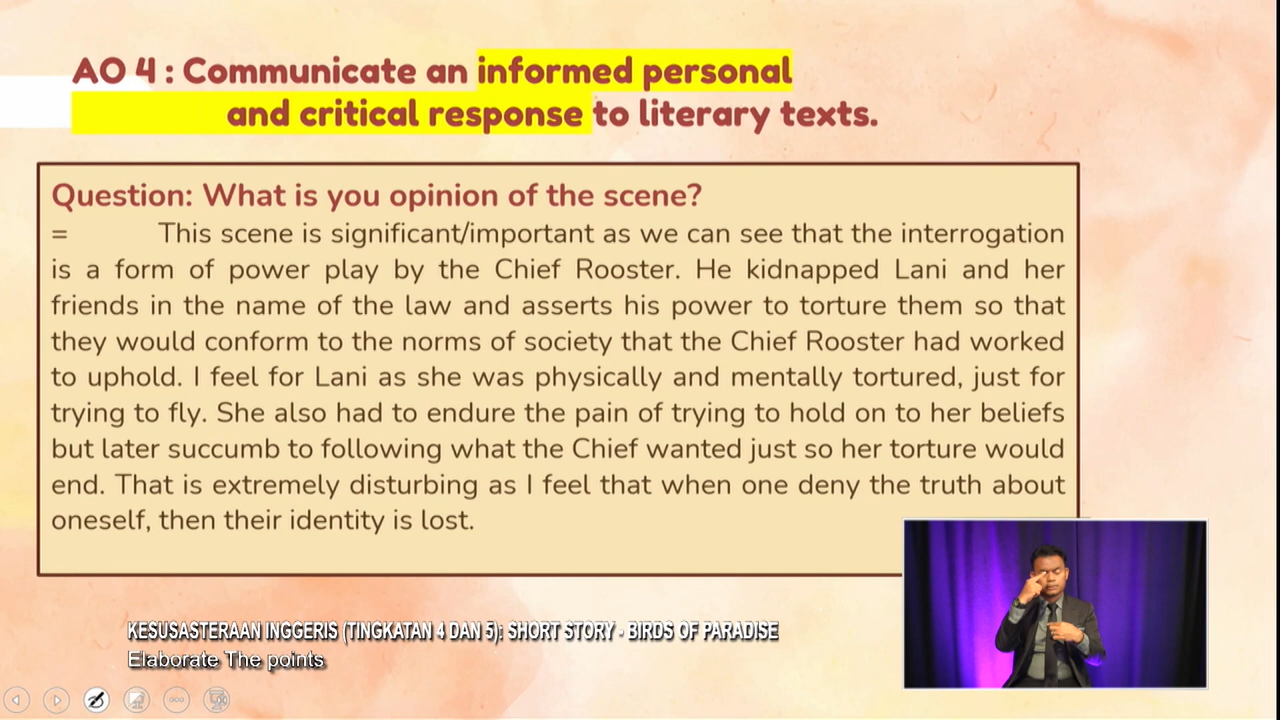 AO 4 : Communicate an informed personal
and critical response to literary texts.
Question: What is you opinion of the scene?
= This scene is significant/important as we can see that the interrogation
is a form of power play by the Chief Rooster. He kidnapped Lani and her
friends in the name of the law and asserts his power to torture them so that
they would conform to the norms of society that the Chief Rooster had worked
to uphold. I feel for Lani as she was physically and mentally tortured, just for
trying to fly. She also had to endure the pain of trying to hold on to her beliefs
but later succumb to following what the Chief wanted just so her torture would
end. That is extremely disturbing as I feel that when one deny the truth about
oneself, then their identity is lost.
KESUSASTERAAN INGGERIS (TINGKATAN 4 DAN 5): SHORT STORY - BIRDS OF PARADISE
Elaborate The points